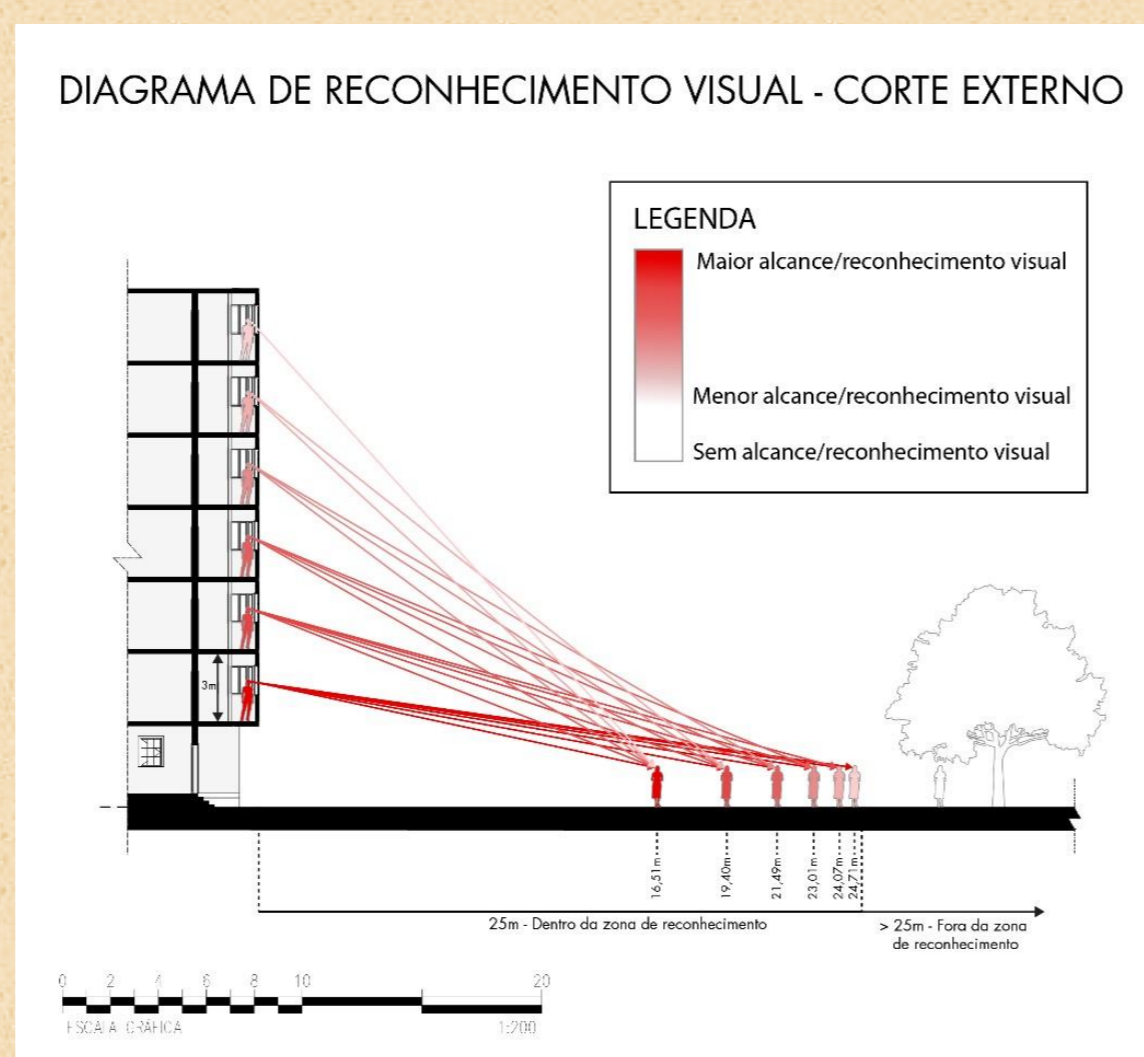 DIAGRAMA DE RECONHECIMENTO VISUAL - CORTE EXTERNO
LEGENDA
Maior alcance/reconhecimento visual
Menor alcance/reconhecimento visual
Sem alcance/reconhecimento visual
3m
16,51m
19,40m
21,49m
23,01m
24,07m
24,71m
25m - Dentro da zona de reconhecimento
> 25m - Fora da zona
de reconhecimento
0 2 4 6 8 10 20
ESCALA GRÁFICA 1:200